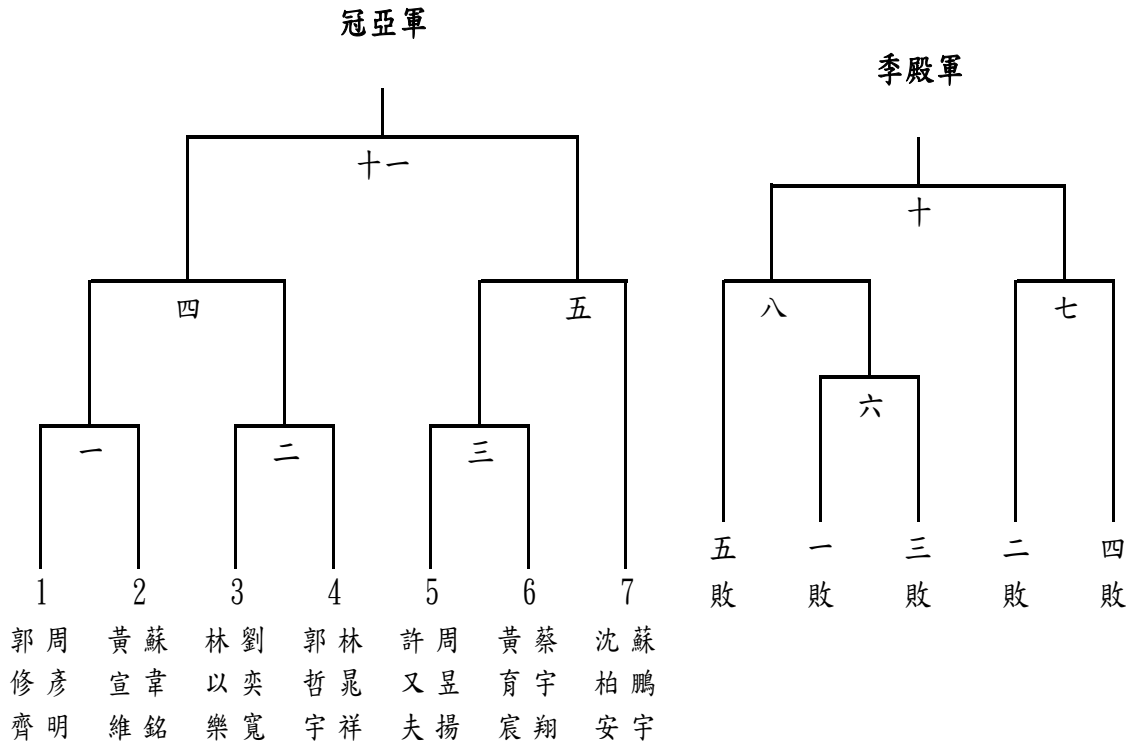 冠亞軍
季殿軍
十一
十
四
五
八
七
六
一
二
三
五敗
一敗
三敗
二敗
四敗
1
2
3
4
5
6
7
郭修齊 周彥明
黃宣維 蘇韋銘
林以樂 劉奕寬
郭哲宇 林晁祥
許又夫 周昱揚
黃育宸 蔡宇翔
沈柏安 蘇鵬宇